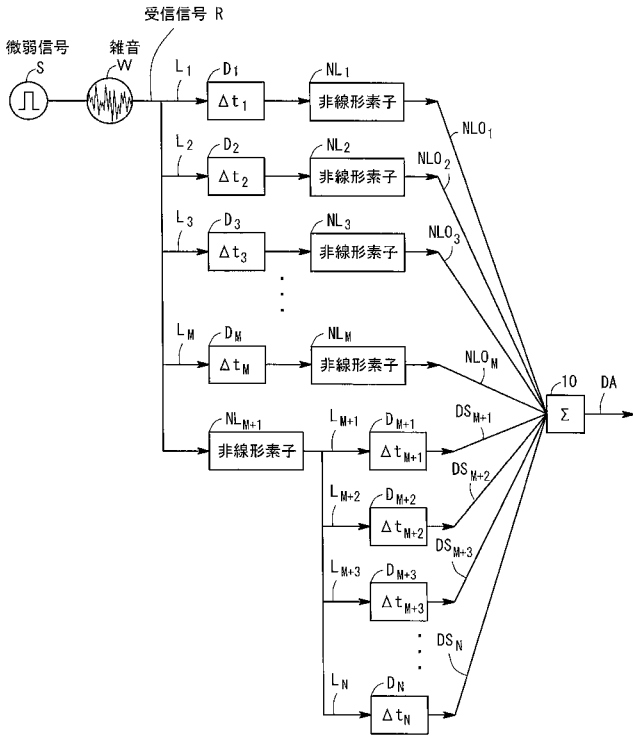 受信信号 R
微弱信号
S
雑音
W
L1
D1
Δt1
NL1
非線形素子
NLO1
L2
D2
Δt2
NL2
非線形素子
NLO2
L3
D3
Δt3
NL3
非線形素子
NLO3
LM
DM
ΔtM
NLM
非線形素子
NLOM
10
Σ
DA
NLM+1
非線形素子
LM+1
DM+1
ΔtM+1
DSM+1
LM+2
DM+2
ΔtM+2
DSM+2
LM+3
DM+3
ΔtM+3
DSM+3
LN
DN
ΔtN
DSN